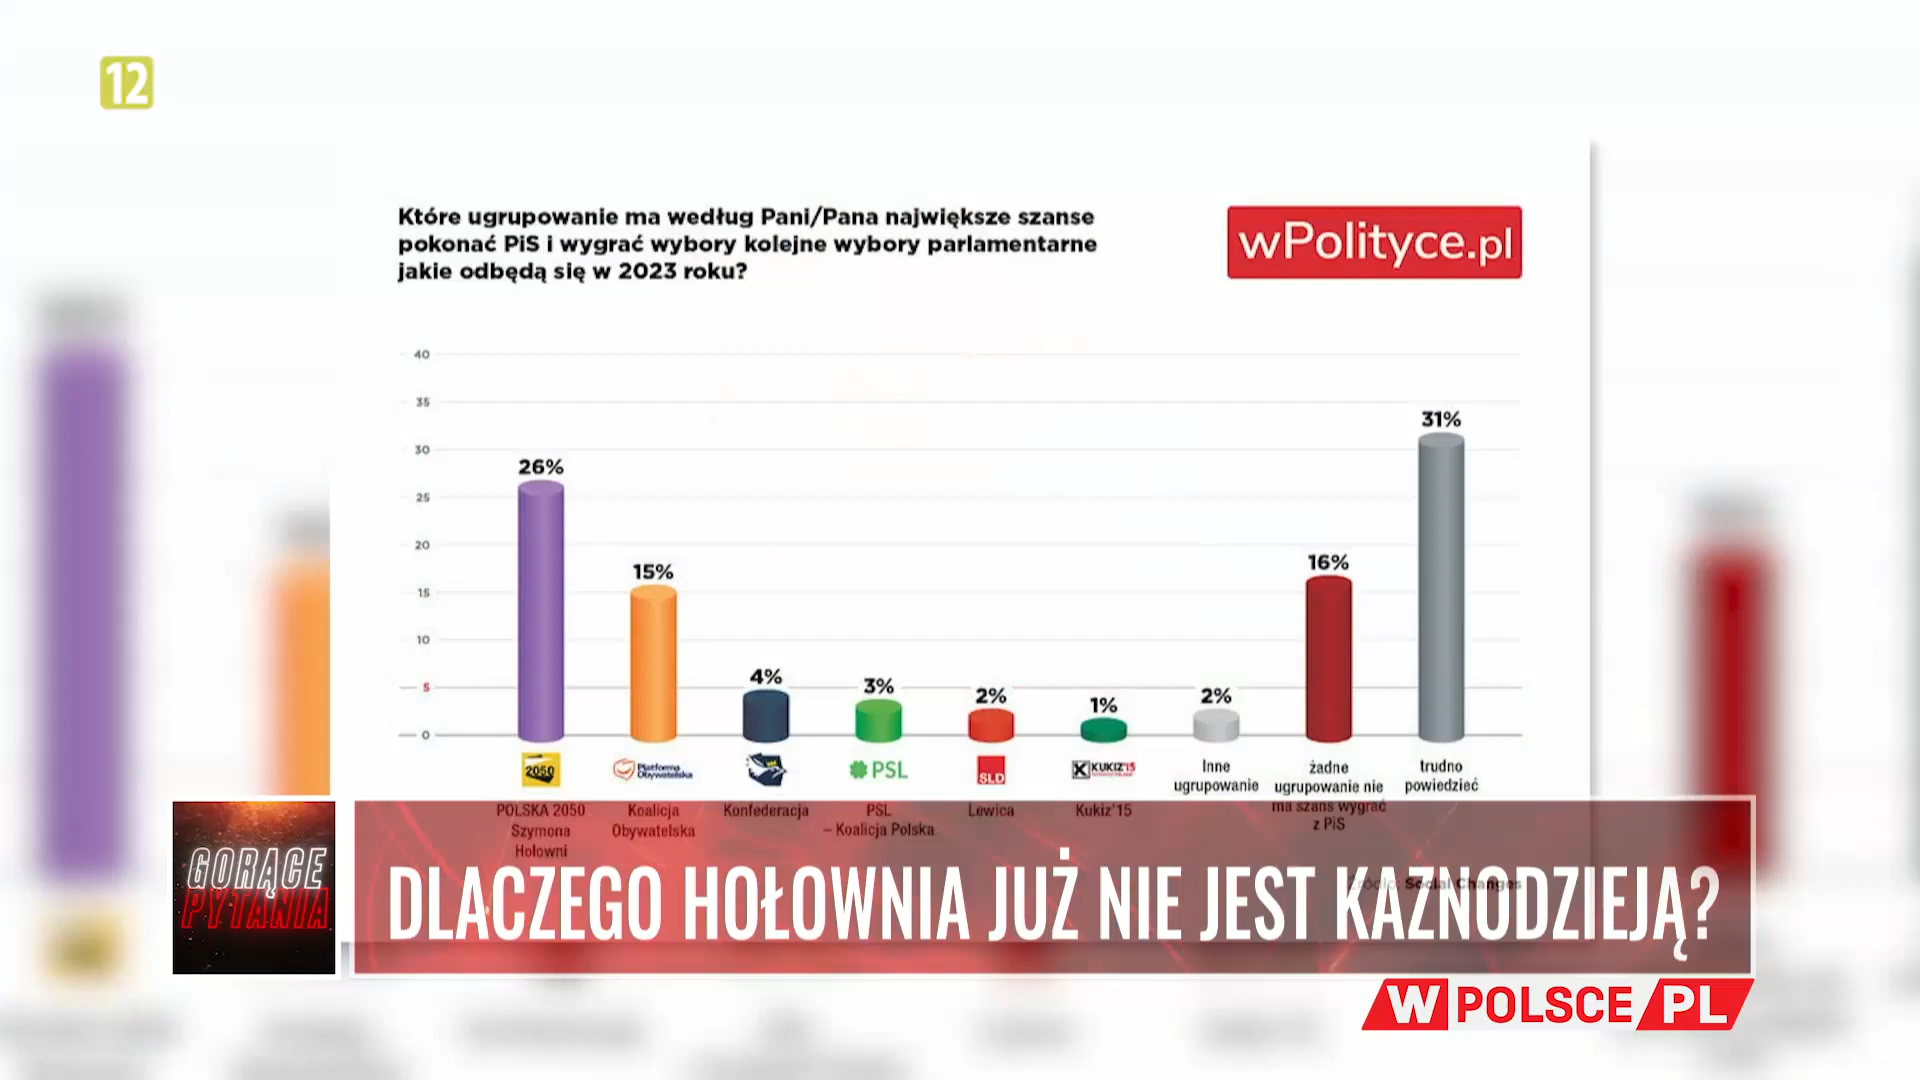 12
Które ugrupowanie ma według Pani/Pana największe szanse
pokonać PiS i wygrać wybory kolejne wybory parlamentarne
jakie odbędą się w 2023 roku?
wPolityce.pl
40
35
30
25
20
15
10
5
0
26%
15%
4%
3%
2%
1%
2%
16%
31%
2050
Platforma
Obywatelska
PSL
SLD
KUKIZ'15
POLSKA 2050
Szymona
Hołowni
Koalicja
Obywatelska
Konfederacja
PSL
– Koalicja Polska
Lewica
Kukiz'15
Inne
ugrupowanie
żadne
ugrupowanie nie
ma szans wygrać
z PiS
trudno
powiedzieć
Źródło: Social Changes
GORĄCE
PYTANIA
DLACZEGO HOŁOWNIA JUŻ NIE JEST KAZNODZIEJĄ?
W POLSCE PL